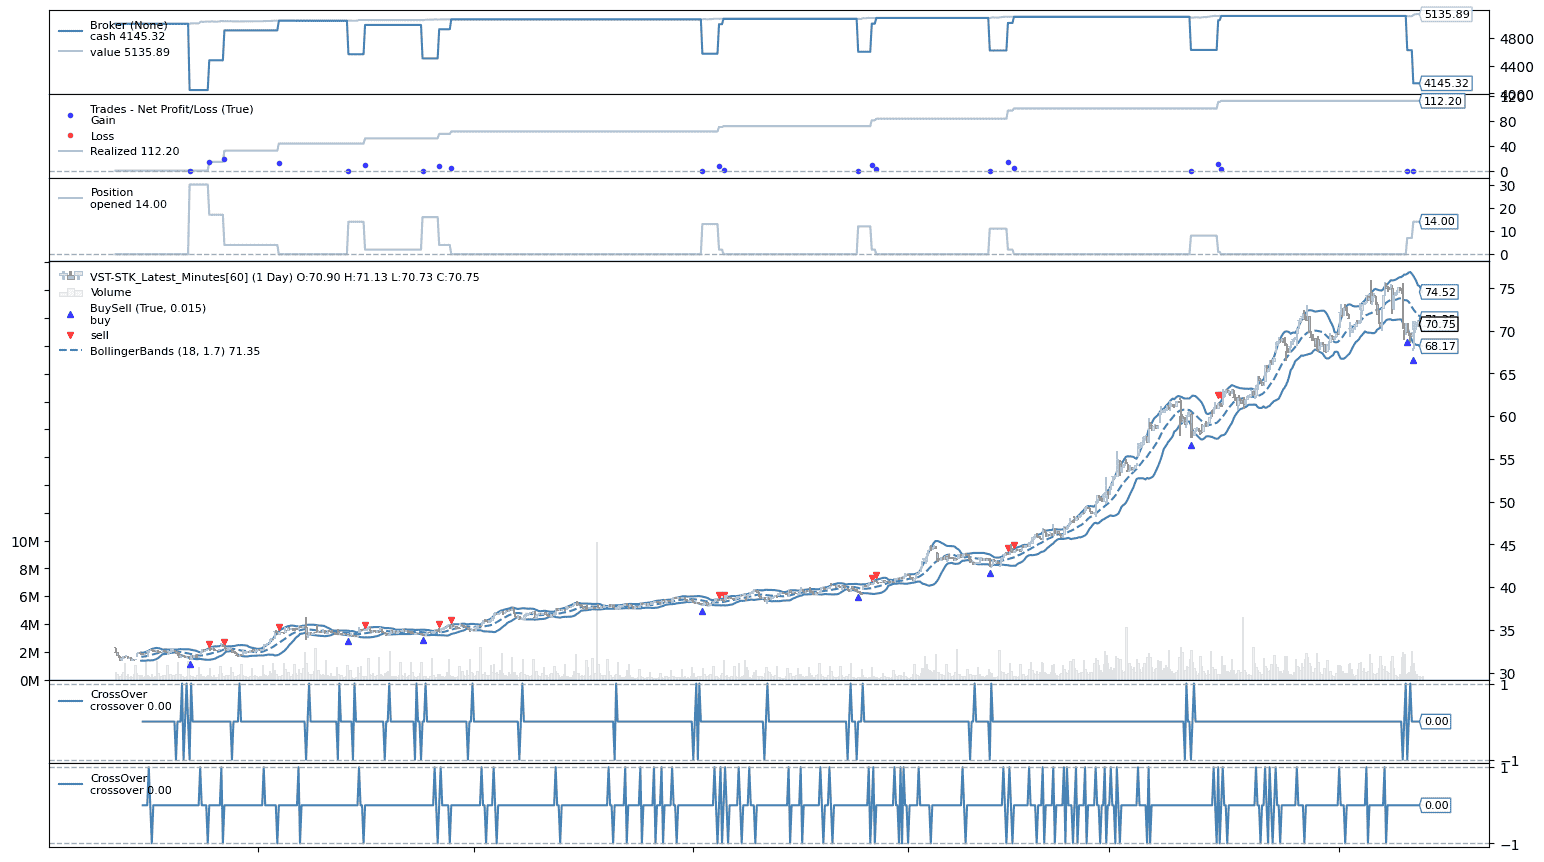 Broker (None)
cash 4145.32
value 5135.89
5135.89
4800
4400
4145.32
4000
Trades - Net Profit/Loss (True)
Gain
Loss
Realized 112.20
120
112.20
80
40
0
Position
opened 14.00
30
20
14.00
10
0
VST-STK_Latest_Minutes[60] (1 Day) O:70.90 H:71.13 L:70.73 C:70.75
Volume
BuySell (True, 0.015)
buy
sell
BollingerBands (18, 1.7) 71.35
75
74.52
71.35
70.75
70
68.17
65
60
55
50
45
40
35
30
10M
8M
6M
4M
2M
0M
CrossOver
crossover 0.00
1
0.00
−1
CrossOver
crossover 0.00
1
0.00
−1